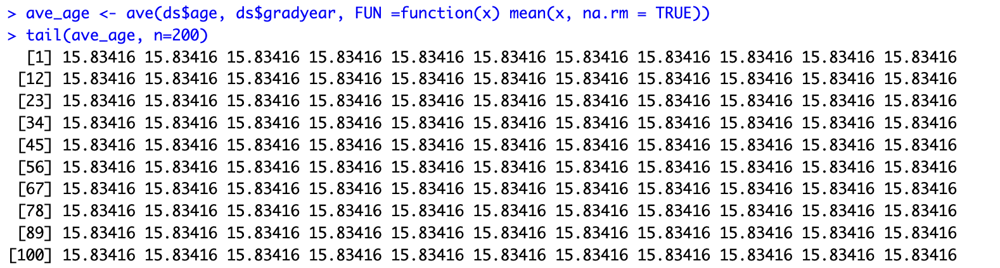 > ave_age <- ave(ds$age, ds$gradyear, FUN =function(x) mean(x, na.rm = TRUE))
> tail(ave_age, n=200)
[1] 15.83416 15.83416 15.83416 15.83416 15.83416 15.83416 15.83416 15.83416 15.83416 15.83416 15.83416
[12] 15.83416 15.83416 15.83416 15.83416 15.83416 15.83416 15.83416 15.83416 15.83416 15.83416 15.83416
[23] 15.83416 15.83416 15.83416 15.83416 15.83416 15.83416 15.83416 15.83416 15.83416 15.83416 15.83416
[34] 15.83416 15.83416 15.83416 15.83416 15.83416 15.83416 15.83416 15.83416 15.83416 15.83416 15.83416
[45] 15.83416 15.83416 15.83416 15.83416 15.83416 15.83416 15.83416 15.83416 15.83416 15.83416 15.83416
[56] 15.83416 15.83416 15.83416 15.83416 15.83416 15.83416 15.83416 15.83416 15.83416 15.83416 15.83416
[67] 15.83416 15.83416 15.83416 15.83416 15.83416 15.83416 15.83416 15.83416 15.83416 15.83416 15.83416
[78] 15.83416 15.83416 15.83416 15.83416 15.83416 15.83416 15.83416 15.83416 15.83416 15.83416 15.83416
[89] 15.83416 15.83416 15.83416 15.83416 15.83416 15.83416 15.83416 15.83416 15.83416 15.83416 15.83416
[100] 15.83416 15.83416 15.83416 15.83416 15.83416 15.83416 15.83416 15.83416 15.83416 15.83416 15.83416